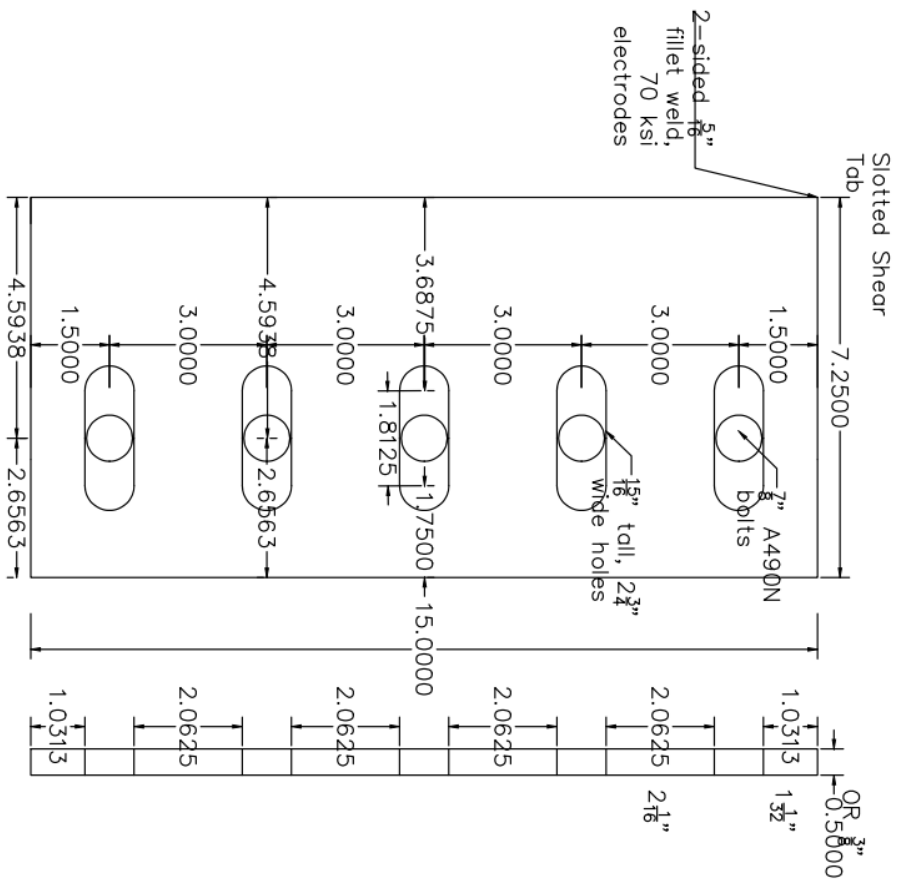 Slotted Shear
Tab
2-sided 5/16"
fillet weld,
70 ksi
electrodes
7.2500
4.5938
2.6563
1.5000
3.0000
3.0000
3.0000
3.0000
1.5000
4.5938
2.6563
3.6875
1.8125
1.7500
15/16" tall, 2 3/4"
wide holes
7/8" A490N
bolts
15.0000
1.0313
2.0625
2.0625
2.0625
2.0625
1.0313
2 1/16"
1 1/32"
OR 3/8"
0.5000